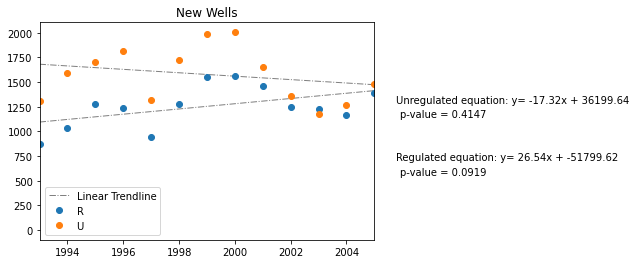 New Wells
2000
1750
1500
1250
1000
750
500
250
0
1994
1996
1998
2000
2002
2004
Linear Trendline
R
U
Unregulated equation: y= -17.32x + 36199.64
p-value = 0.4147
Regulated equation: y= 26.54x + -51799.62
p-value = 0.0919